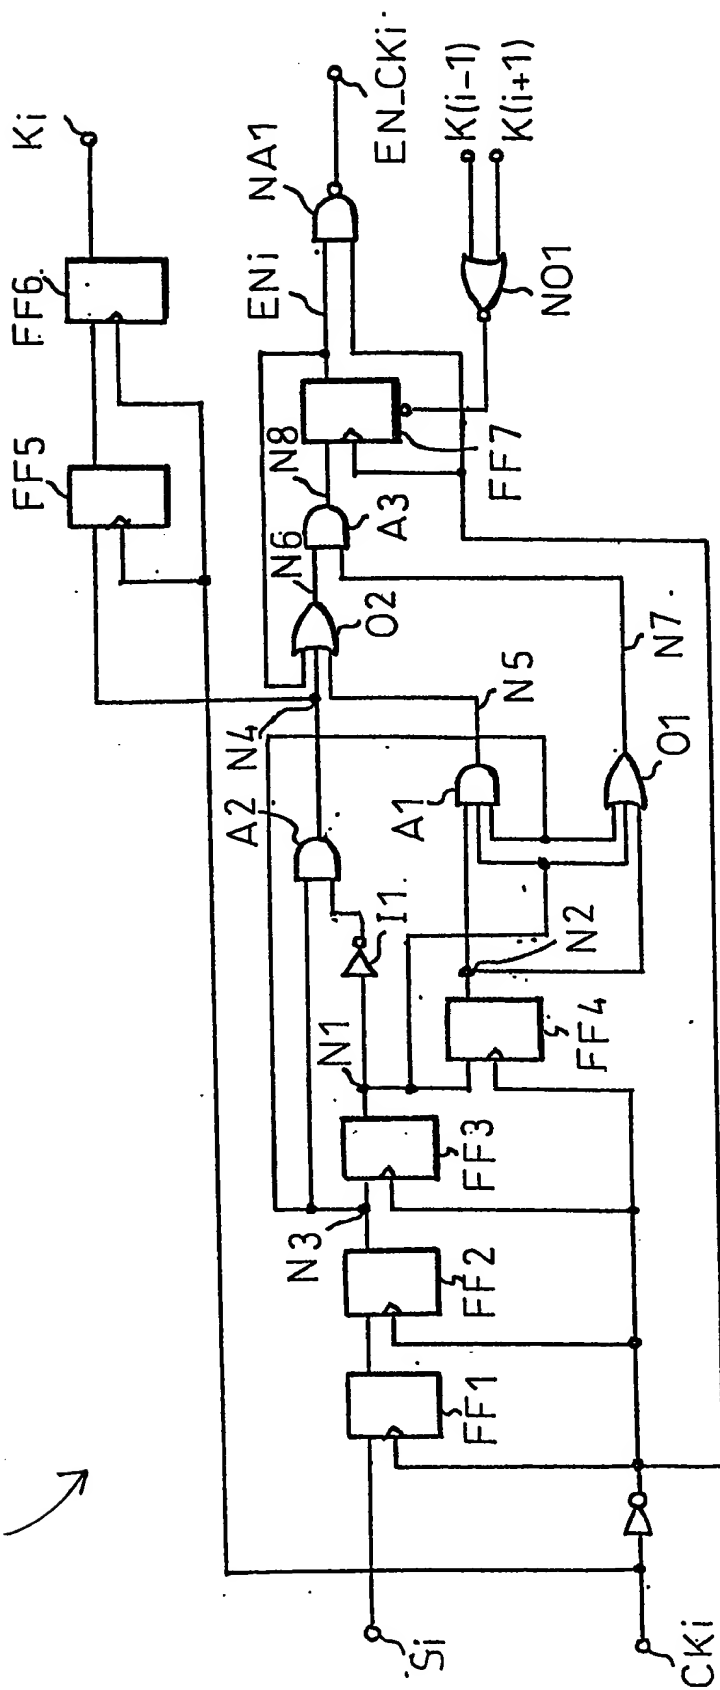 Ki
FF6
FF5
EN_CKi
NA1
ENi
K(i-1)
K(i+1)
NO1
FF7
N8
A3
N6
O2
N4
A2
N5
N7
A1
O1
I1
N2
N1
FF4
FF3
N3
FF2
FF1
Si
CKi